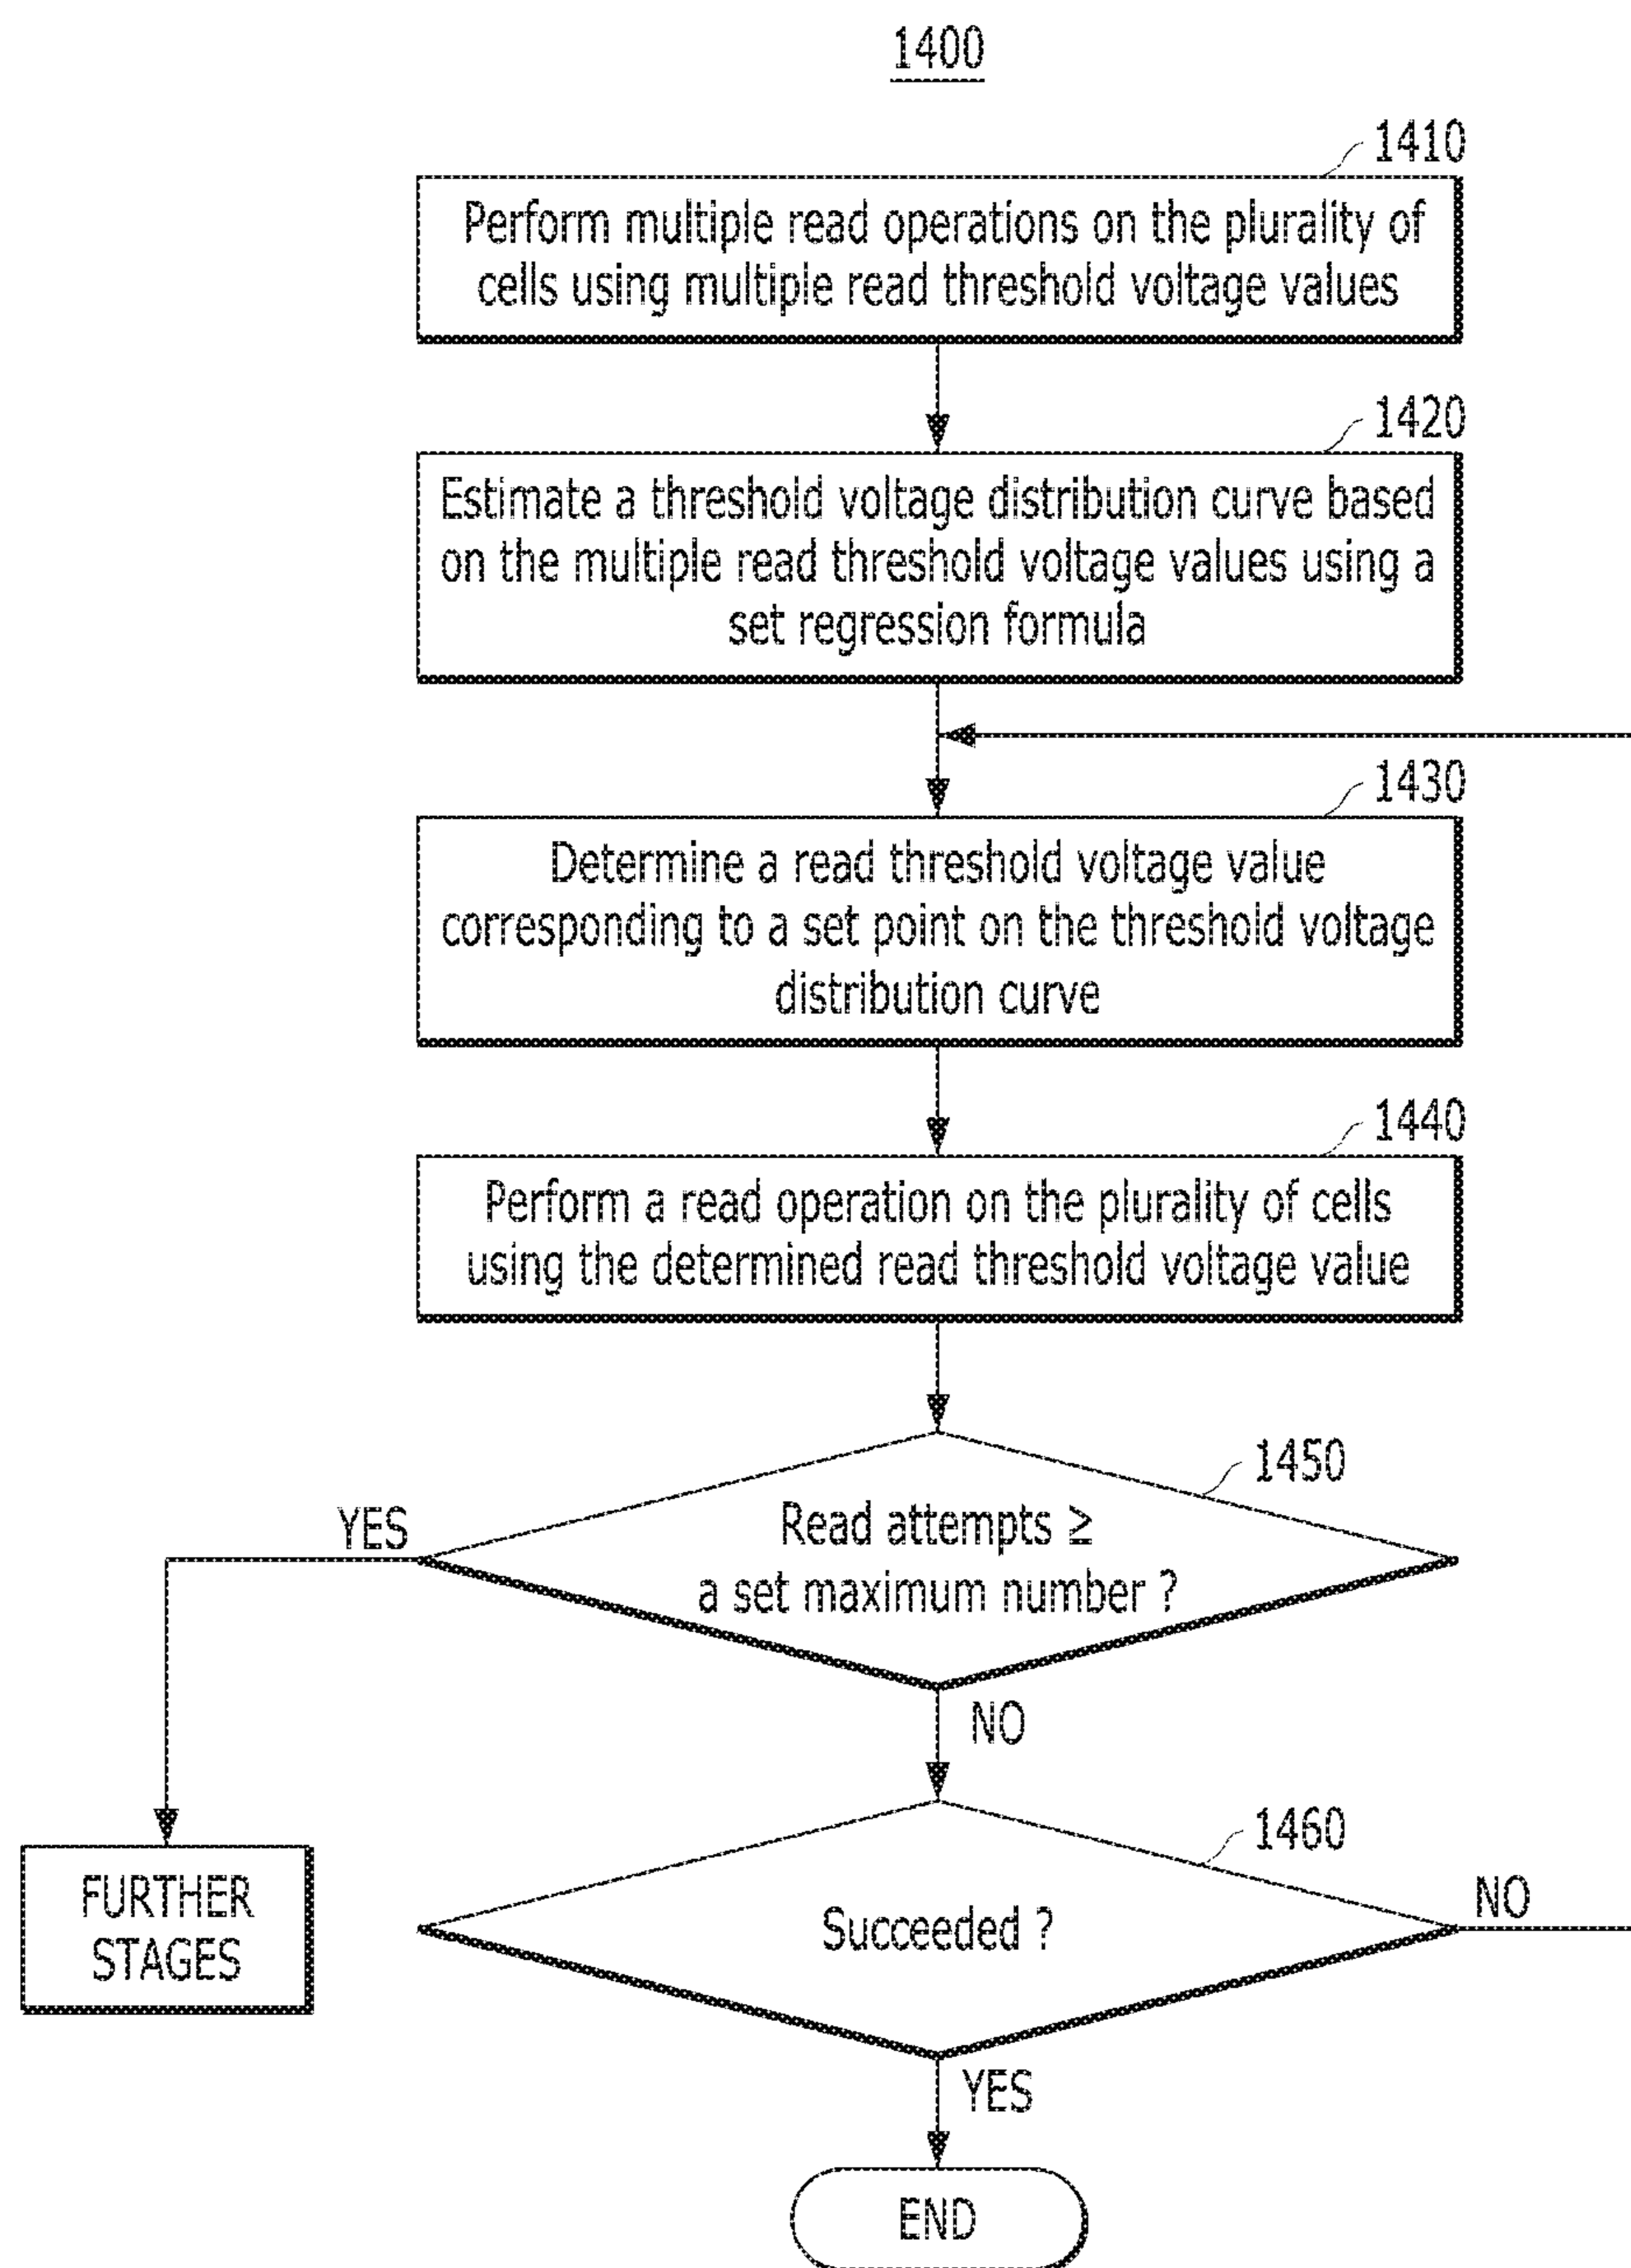 1400
1410
Perform multiple read operations on the plurality of
cells using multiple read threshold voltage values
1420
Estimate a threshold voltage distribution curve based
on the multiple read threshold voltage values using a
set regression formula
1430
Determine a read threshold voltage value
corresponding to a set point on the threshold voltage
distribution curve
1440
Perform a read operation on the plurality of cells
using the determined read threshold voltage value
1450
Read attempts ≥
a set maximum number ?
YES
NO
1460
Succeeded ?
NO
FURTHER
STAGES
YES
END